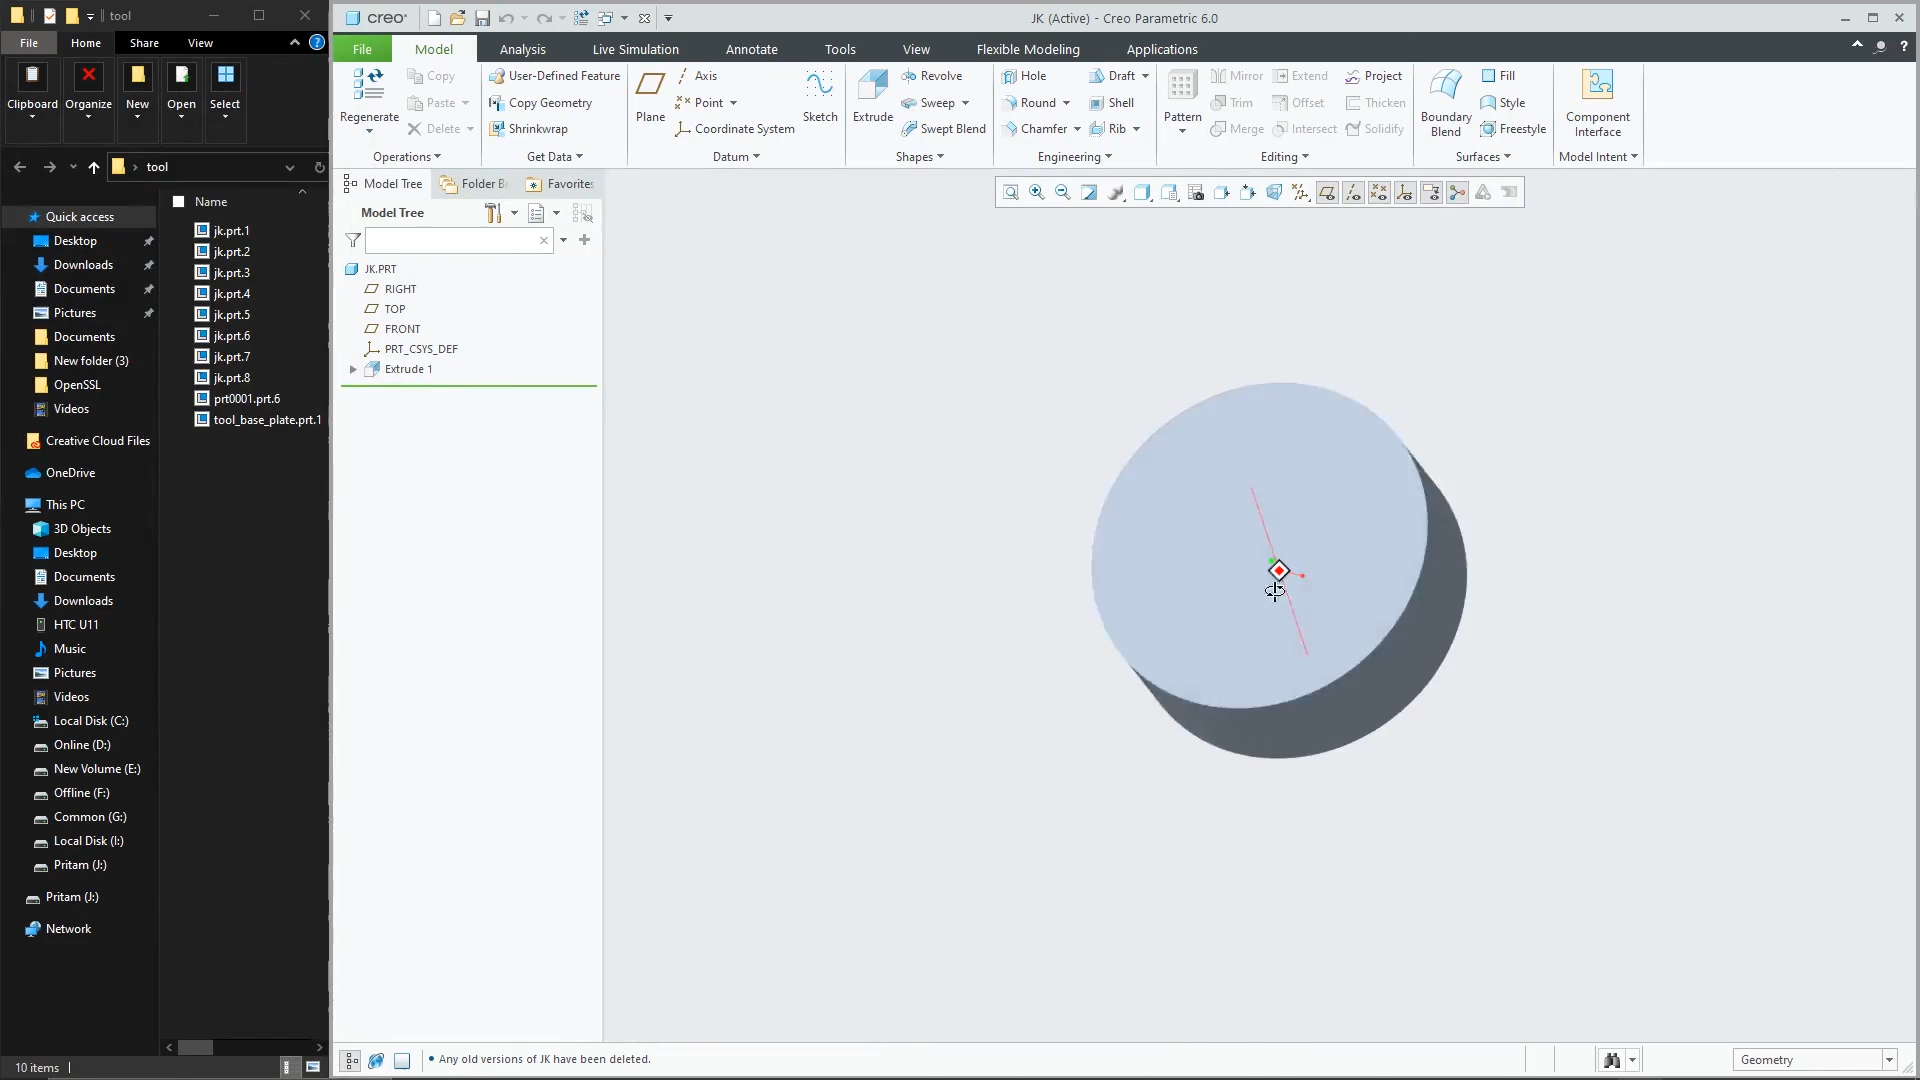 tool
File Home Share View
Clipboard Organize New Open Select
tool
Name
Quick access
Desktop
Downloads
Documents
Pictures
Documents
New folder (3)
OpenSSL
Videos
Creative Cloud Files
OneDrive
This PC
3D Objects
Desktop
Documents
Downloads
HTC U11
Music
Pictures
Videos
Local Disk (C:)
Online (D:)
New Volume (E:)
Offline (F:)
Common (G:)
Local Disk (I:)
Pritam (J:)
Pritam (J:)
Network
jk.prt.1
jk.prt.2
jk.prt.3
jk.prt.4
jk.prt.5
jk.prt.6
jk.prt.7
jk.prt.8
prt0001.prt.6
tool_base_plate.prt.1
10 items
creo
JK (Active) - Creo Parametric 6.0
File Model Analysis Live Simulation Annotate Tools View Flexible Modeling Applications
Regenerate
Copy
Paste
Delete
Operations
User-Defined Feature
Copy Geometry
Shrinkwrap
Get Data
Plane
Axis
Point
Coordinate System
Sketch
Datum
Extrude
Revolve
Sweep
Swept Blend
Shapes
Hole
Round
Chamfer
Draft
Shell
Rib
Engineering
Pattern
Mirror
Trim
Merge
Extend
Offset
Intersect
Project
Thicken
Solidify
Editing
Boundary
Blend
Fill
Style
Freestyle
Surfaces
Component
Interface
Model Intent
Model Tree Folder Br Favorites
Model Tree
JK.PRT
RIGHT
TOP
FRONT
PRT_CSYS_DEF
Extrude 1
Any old versions of JK have been deleted.
Geometry